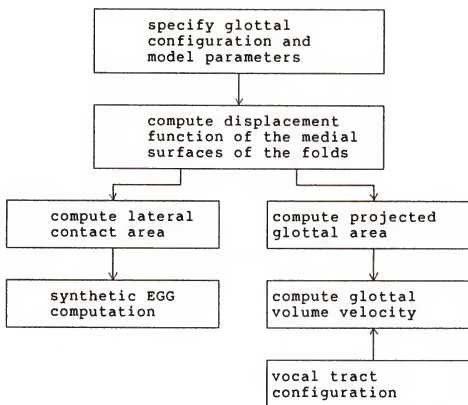 specify glottal
configuration and
model parameters
compute displacement
function of the medial
surfaces of the folds
compute lateral
contact area
compute projected
glottal area
synthetic EGG
computation
compute glottal
volume velocity
vocal tract
configuration